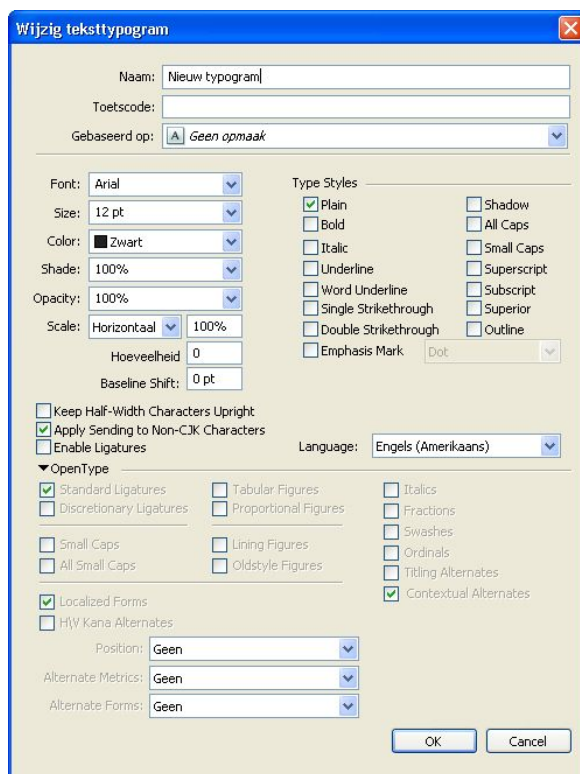 Wijzig teksttypogram
Naam: Nieuw typogram
Toetscode:
Gebaseerd op: A Geen opmaak
Font: Arial
Size: 12 pt
Color: Zwart
Shade: 100%
Opacity: 100%
Scale: Horizontaal 100%
Hoeveelheid 0
Baseline Shift: 0 pt
Type Styles
Plain Shadow
Bold All Caps
Italic Small Caps
Underline Superscript
Word Underline Subscript
Single Strikethrough Superior
Double Strikethrough Outline
Emphasis Mark Dot
Keep Half-Width Characters Upright
Apply Sending to Non-CJK Characters
Enable Ligatures
Language: Engels (Amerikaans)
OpenType
Standard Ligatures Tabular Figures Italics
Discretionary Ligatures Proportional Figures Fractions
Swashes
Small Caps Lining Figures Ordinals
All Small Caps Oldstyle Figures Titling Alternates
Localized Forms Contextual Alternates
H\V Kana Alternates
Position: Geen
Alternate Metrics: Geen
Alternate Forms: Geen
OK Cancel